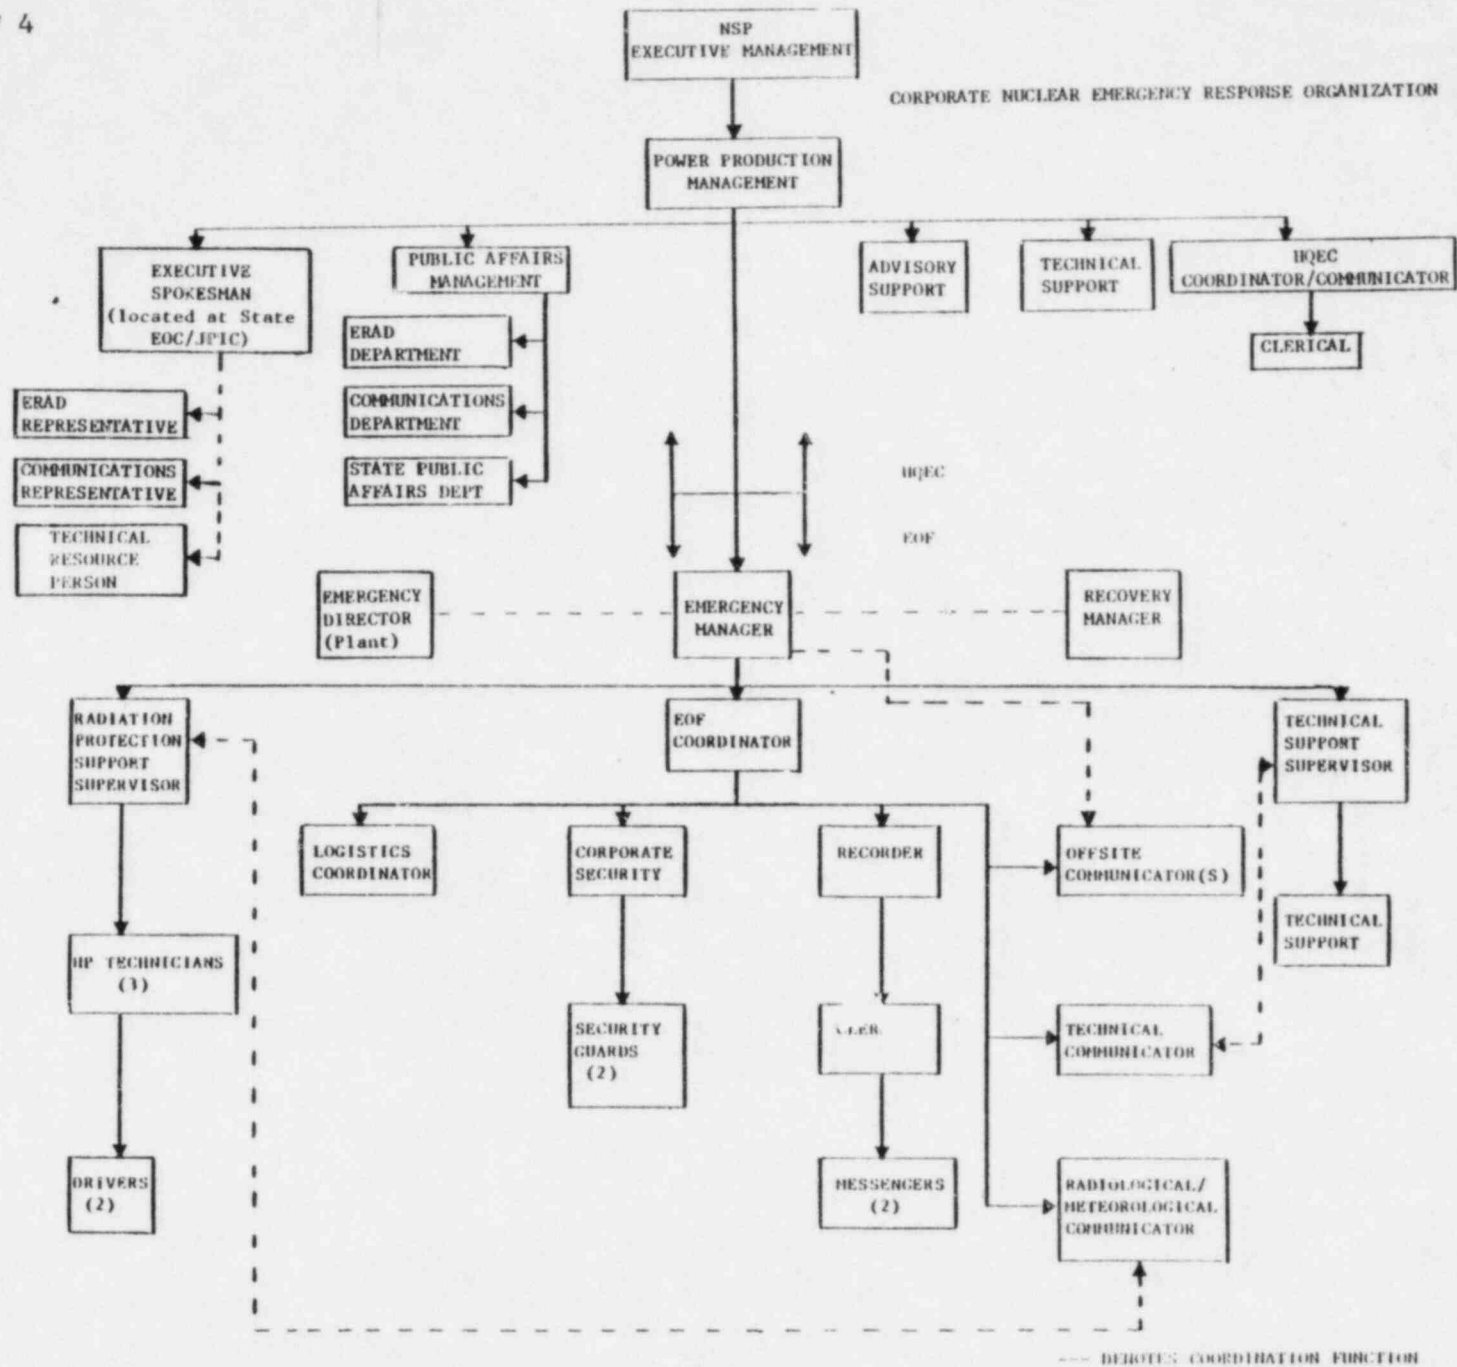 4
NSP
EXECUTIVE MANAGEMENT
CORPORATE NUCLEAR EMERGENCY RESPONSE ORGANIZATION
POWER PRODUCTION
MANAGEMENT
EXECUTIVE
SPOKESMAN
(located at State
EOC/JPIC)
PUBLIC AFFAIRS
MANAGEMENT
ADVISORY
SUPPORT
TECHNICAL
SUPPORT
HQEC
COORDINATOR/COMMUNICATOR
CLERICAL
ERAD
DEPARTMENT
COMMUNICATIONS
DEPARTMENT
STATE PUBLIC
AFFAIRS DEPT
ERAD
REPRESENTATIVE
COMMUNICATIONS
REPRESENTATIVE
TECHNICAL
RESOURCE
PERSON
HQEC
EOF
EMERGENCY
DIRECTOR
(Plant)
EMERGENCY
MANAGER
RECOVERY
MANAGER
RADIATION
PROTECTION
SUPPORT
SUPERVISOR
EOF
COORDINATOR
TECHNICAL
SUPPORT
SUPERVISOR
LOGISTICS
COORDINATOR
CORPORATE
SECURITY
RECORDER
OFFSITE
COMMUNICATOR(S)
TECHNICAL
SUPPORT
HP TECHNICIANS
(3)
SECURITY
GUARDS
(2)
TECHNICAL
COMMUNICATOR
DRIVERS
(2)
MESSENGERS
(2)
RADIOLOGICAL/
METEOROLOGICAL
COMMUNICATOR
--- DENOTES COORDINATION FUNCTION